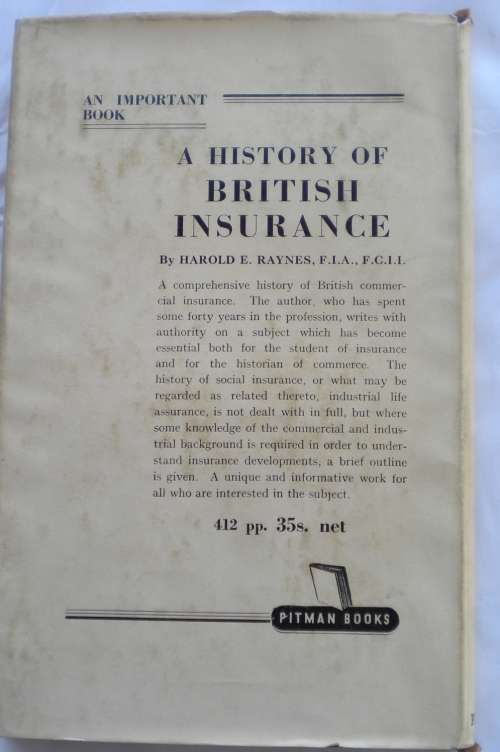 AN IMPORTANT
BOOK
A HISTORY OF
BRITISH
INSURANCE
By HAROLD E. RAYNES, F.I.A., F.C.I.I.
A comprehensive history of British commer-
cial insurance. The author, who has spent
some forty years in the profession, writes with
authority on a subject which has become
essential both for the student of insurance
and for the historian of commerce. The
history of social insurance, or what may be
regarded as related thereto, industrial life
assurance, is not dealt with in full, but where
some knowledge of the commercial and indus-
trial background is required in order to under-
stand insurance developments, a brief outline
is given. A unique and informative work for
all who are interested in the subject.
412 pp. 35s. net
PITMAN BOOKS